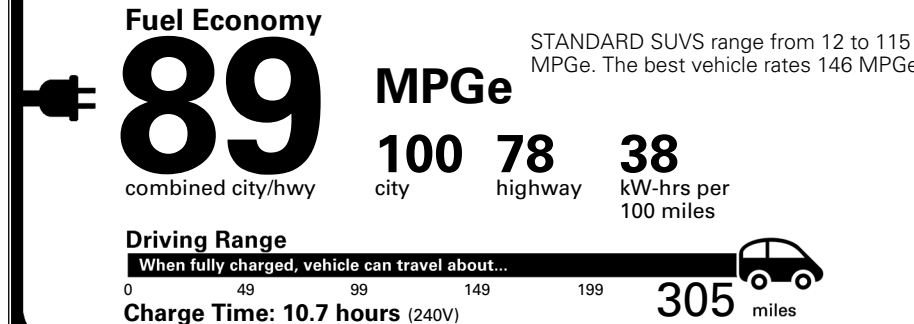 Fuel Economy
89
MPGe
STANDARD SUVS range from 12 to 115
MPGe. The best vehicle rates 146 MPGe
combined city/hwy
100 78 38
city highway kW-hrs per
100 miles
Driving Range
When fully charged, vehicle can travel about...
0 49 99 149 199 305 miles
Charge Time: 10.7 hours (240V)